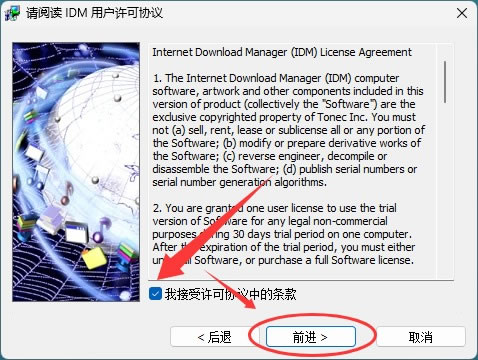 请阅读 IDM 用户许可协议
Internet Download Manager (IDM) License Agreement
1. The Internet Download Manager (IDM) computer
software, artwork and other components included in this
version of product (collectively the "Software") are the
exclusive copyrighted property of Tonec Inc. You must
not (a) sell, rent, lease or sublicense all or any portion of
the Software; (b) modify or prepare derivative works of
the Software; (c) reverse engineer, decompile or
disassemble the Software; (d) publish serial numbers or
serial number generation algorithms.
2. You are granted one user license to use the trial
version of Software for any legal non-commercial
purposes during 30 days trial period on one computer.
After the expiration of the trial period, you must either
Software, or purchase a full Software license.
我接受许可协议中的条款
< 后退
前进 >
取消